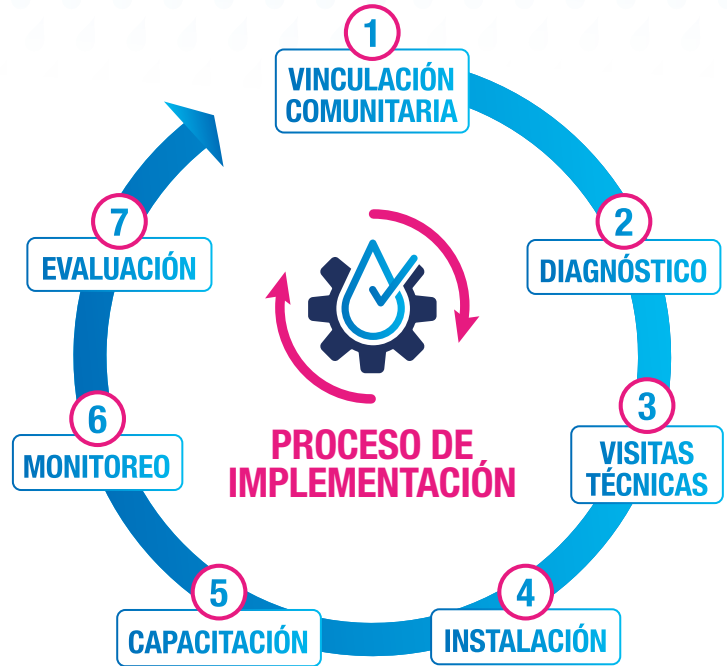 1
VINCULACIÓN
COMUNITARIA
2
DIAGNÓSTICO
3
VISITAS
TÉCNICAS
4
INSTALACIÓN
5
CAPACITACIÓN
6
MONITOREO
7
EVALUACIÓN
PROCESO DE
IMPLEMENTACIÓN